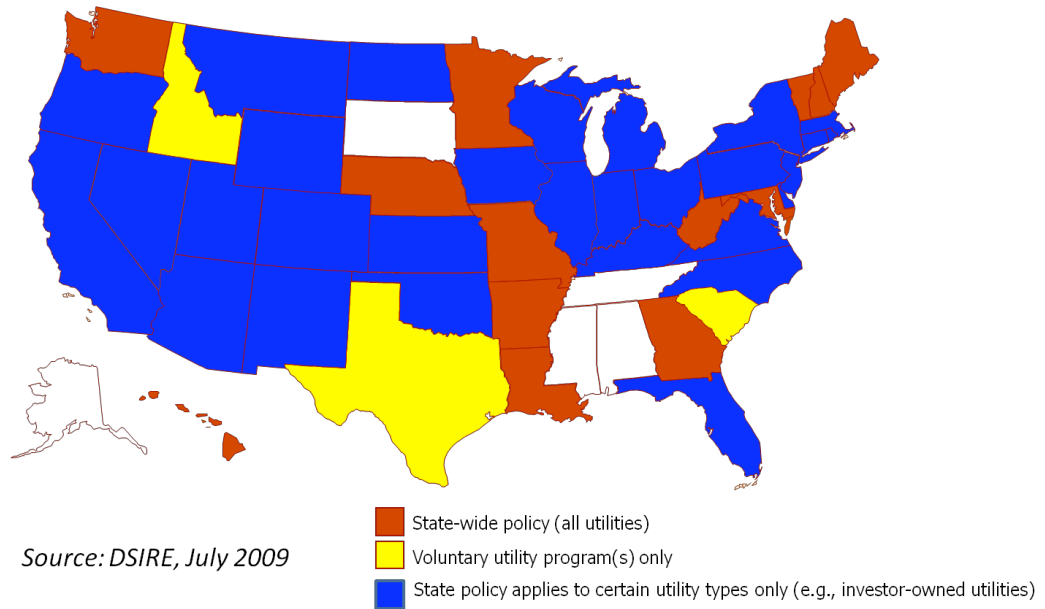 State-wide policy (all utilities)
Voluntary utility program(s) only
Source: DSIRE, July 2009
State policy applies to certain utility types only (e.g., investor-owned utilities)